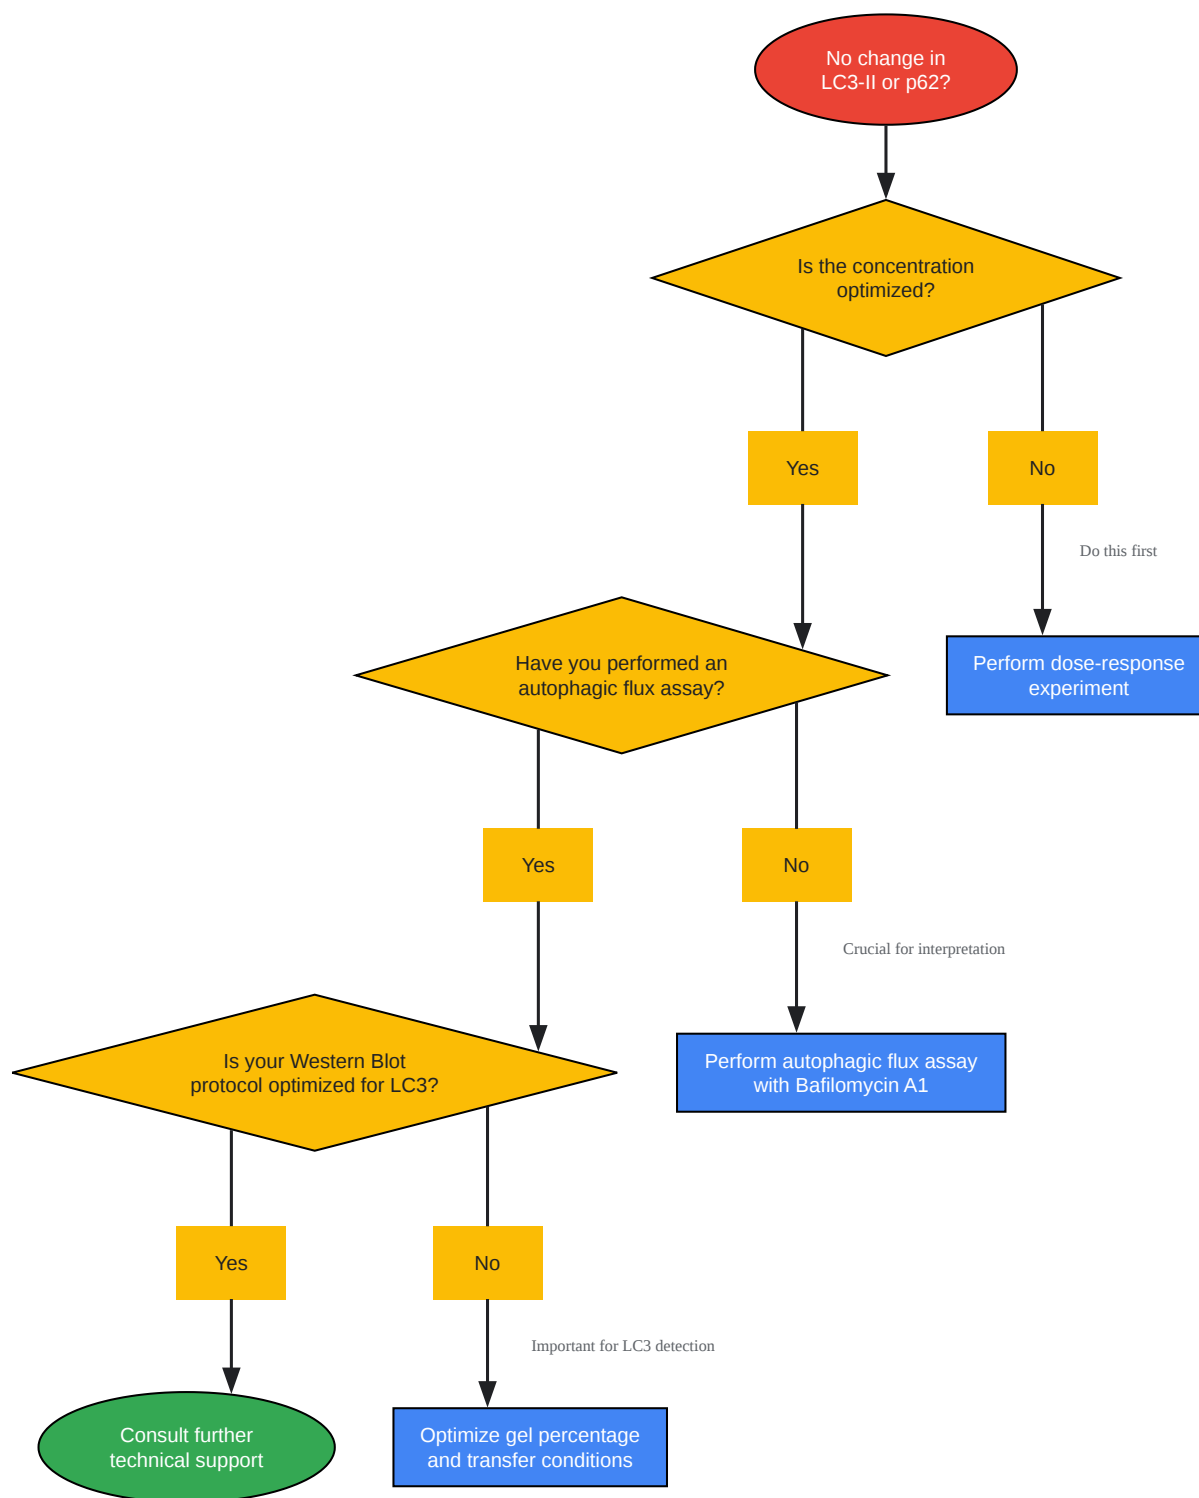 No change in
LC3-II or p62?
Is the concentration
optimized?
Yes
No
Do this first
Have you performed an
autophagic flux assay?
Perform dose-response
experiment
Yes
No
Crucial for interpretation
Is your Western Blot
protocol optimized for LC3?
Perform autophagic flux assay
with Bafilomycin A1
Yes
No
Important for LC3 detection
Consult further
technical support
Optimize gel percentage
and transfer conditions